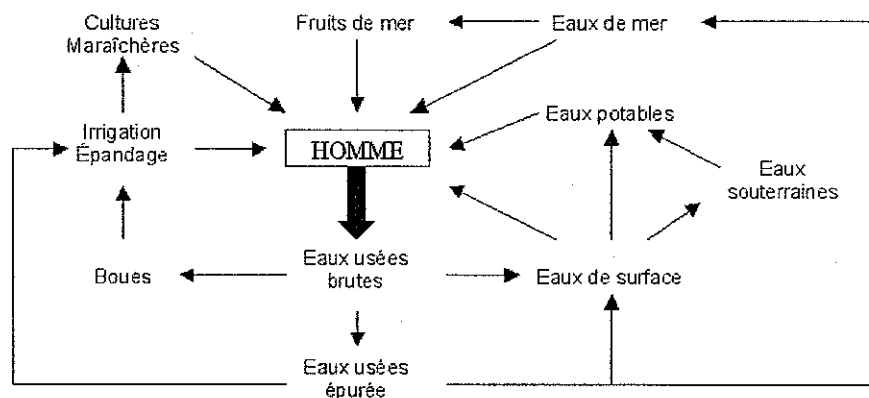 Cultures
Maraîchères
Fruits de mer
Eaux de mer
Eaux potables
Irrigation
Épandage
HOMME
Eaux
souterraines
Eaux usées
brutes
Boues
Eaux de surface
Eaux usées
épurée